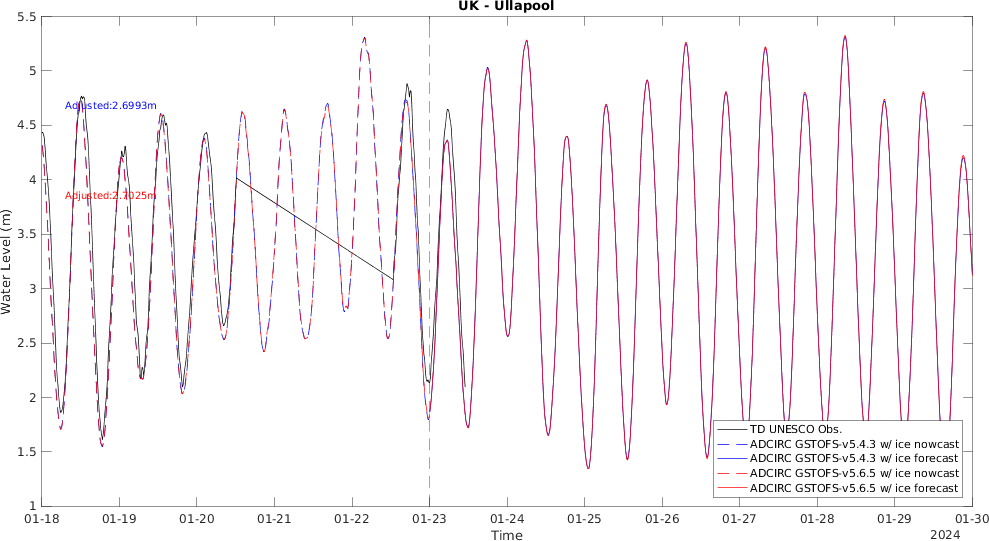 UK - Ullapool
5.5
5
4.5
4
3.5
3
2.5
2
1.5
1
Water Level (m)
Adjusted:2.6993m
Adjusted:2.7025m
TD UNESCO Obs.
ADCIRC GSTOFS-v5.4.3 w/ ice nowcast
ADCIRC GSTOFS-v5.4.3 w/ ice forecast
ADCIRC GSTOFS-v5.6.5 w/ ice nowcast
ADCIRC GSTOFS-v5.6.5 w/ ice forecast
01-18 01-19 01-20 01-21 01-22 01-23 01-24 01-25 01-26 01-27 01-28 01-29 01-30
Time
2024